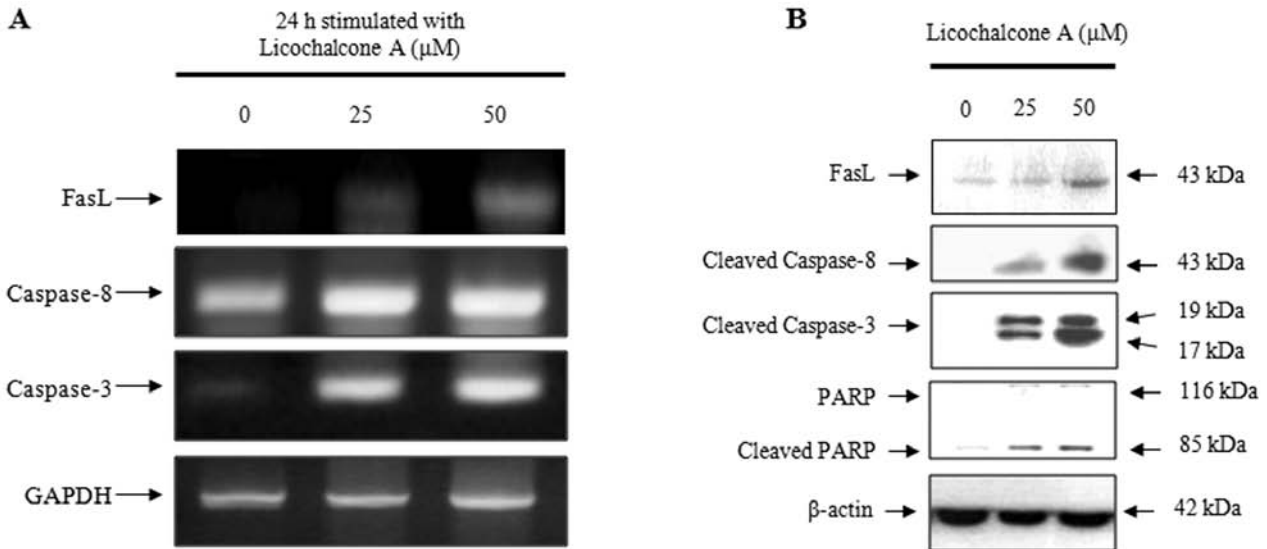 A
24 h stimulated with
Licochalcone A (μM)
0 25 50
FasL
Caspase-8
Caspase-3
GAPDH
B
Licochalcone A (μM)
0 25 50
FasL 43 kDa
Cleaved Caspase-8 43 kDa
Cleaved Caspase-3 19 kDa
17 kDa
PARP 116 kDa
Cleaved PARP 85 kDa
β-actin 42 kDa